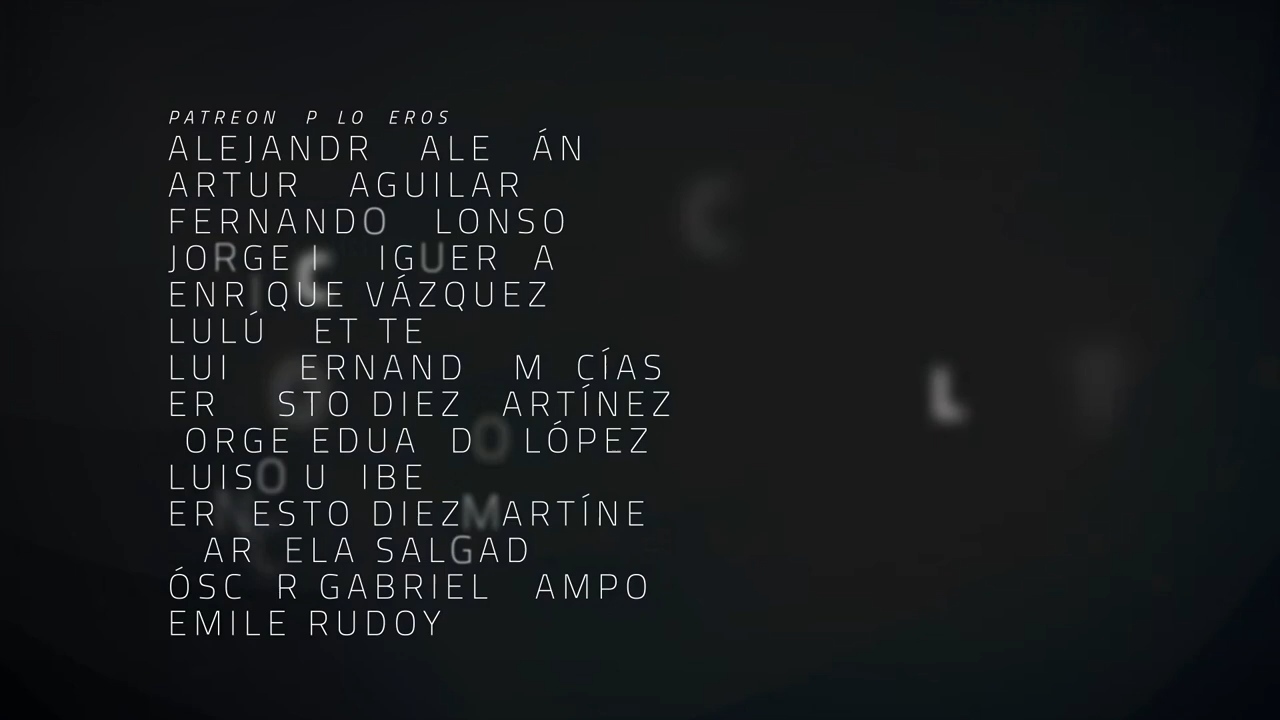 PATREON P LO EROS
ALEJANDR ALE ÁN
ARTUR AGUILAR
FERNANDO LONSO
JORGE I IGUER A
ENRIQUE VÁZQUEZ
LULÚ ET TE
LUI ERNAND M CÍAS
ER STO DIEZ ARTÍNEZ
ORGE EDUA DO LÓPEZ
LUISO U IBE
ER ESTO DIEZ MARTÍNE
AR ELA SALGAD
ÓSC R GABRIEL AMPO
EMILE RUDOY